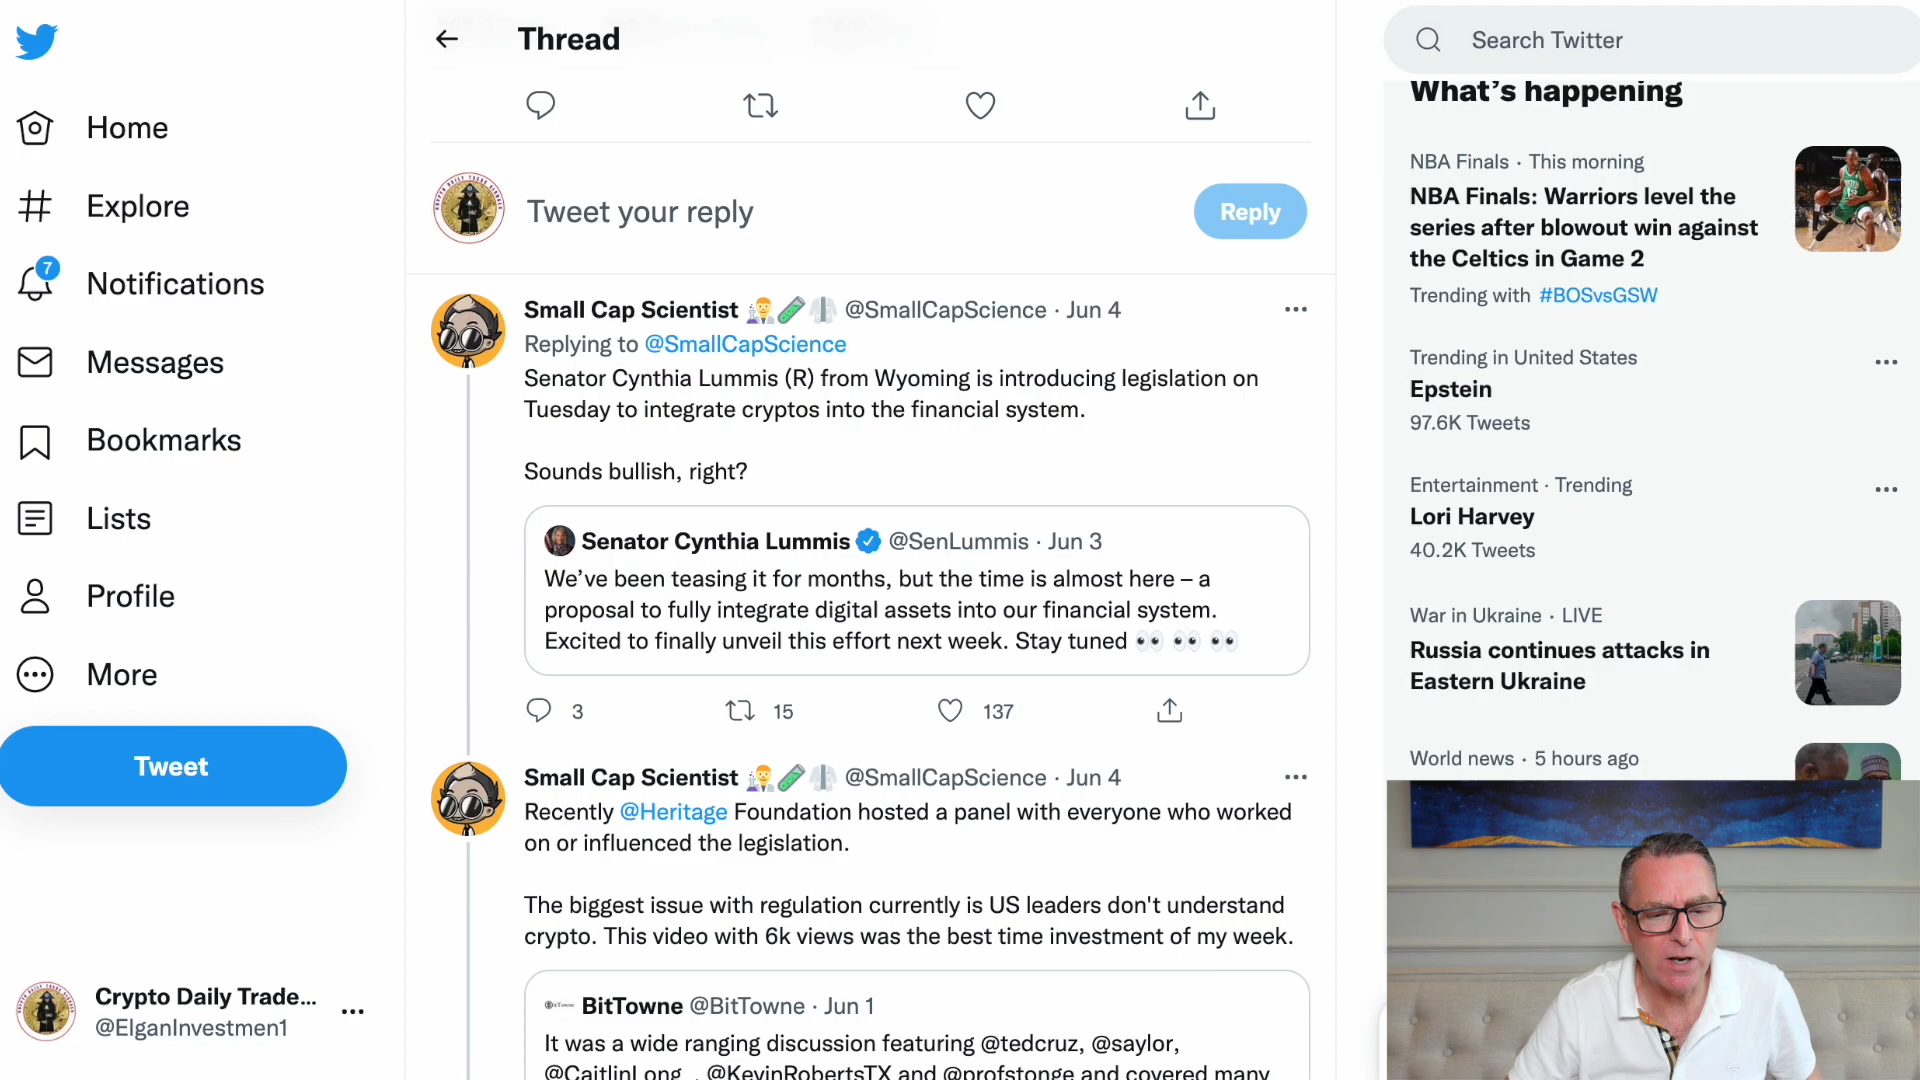 Home
Explore
7
Notifications
Messages
Bookmarks
Lists
Profile
More
Tweet
Crypto Daily Trade...
@ElganInvestmen1
Thread
Tweet your reply
Reply
Small Cap Scientist @SmallCapScience · Jun 4
Replying to @SmallCapScience
Senator Cynthia Lummis (R) from Wyoming is introducing legislation on
Tuesday to integrate cryptos into the financial system.
Sounds bullish, right?
Senator Cynthia Lummis @SenLummis · Jun 3
We’ve been teasing it for months, but the time is almost here – a
proposal to fully integrate digital assets into our financial system.
Excited to finally unveil this effort next week. Stay tuned 👀 👀 👀
3 15 137
Small Cap Scientist @SmallCapScience · Jun 4
Recently @Heritage Foundation hosted a panel with everyone who worked
on or influenced the legislation.
The biggest issue with regulation currently is US leaders don't understand
crypto. This video with 6k views was the best time investment of my week.
BitTowne @BitTowne · Jun 1
It was a wide ranging discussion featuring @tedcruz, @saylor,
@CaitlinLong_, @KevinRobertsTX and @profstonge and covered many
Search Twitter
What’s happening
NBA Finals · This morning
NBA Finals: Warriors level the
series after blowout win against
the Celtics in Game 2
Trending with #BOSvsGSW
Trending in United States
Epstein
97.6K Tweets
Entertainment · Trending
Lori Harvey
40.2K Tweets
War in Ukraine · LIVE
Russia continues attacks in
Eastern Ukraine
World news · 5 hours ago